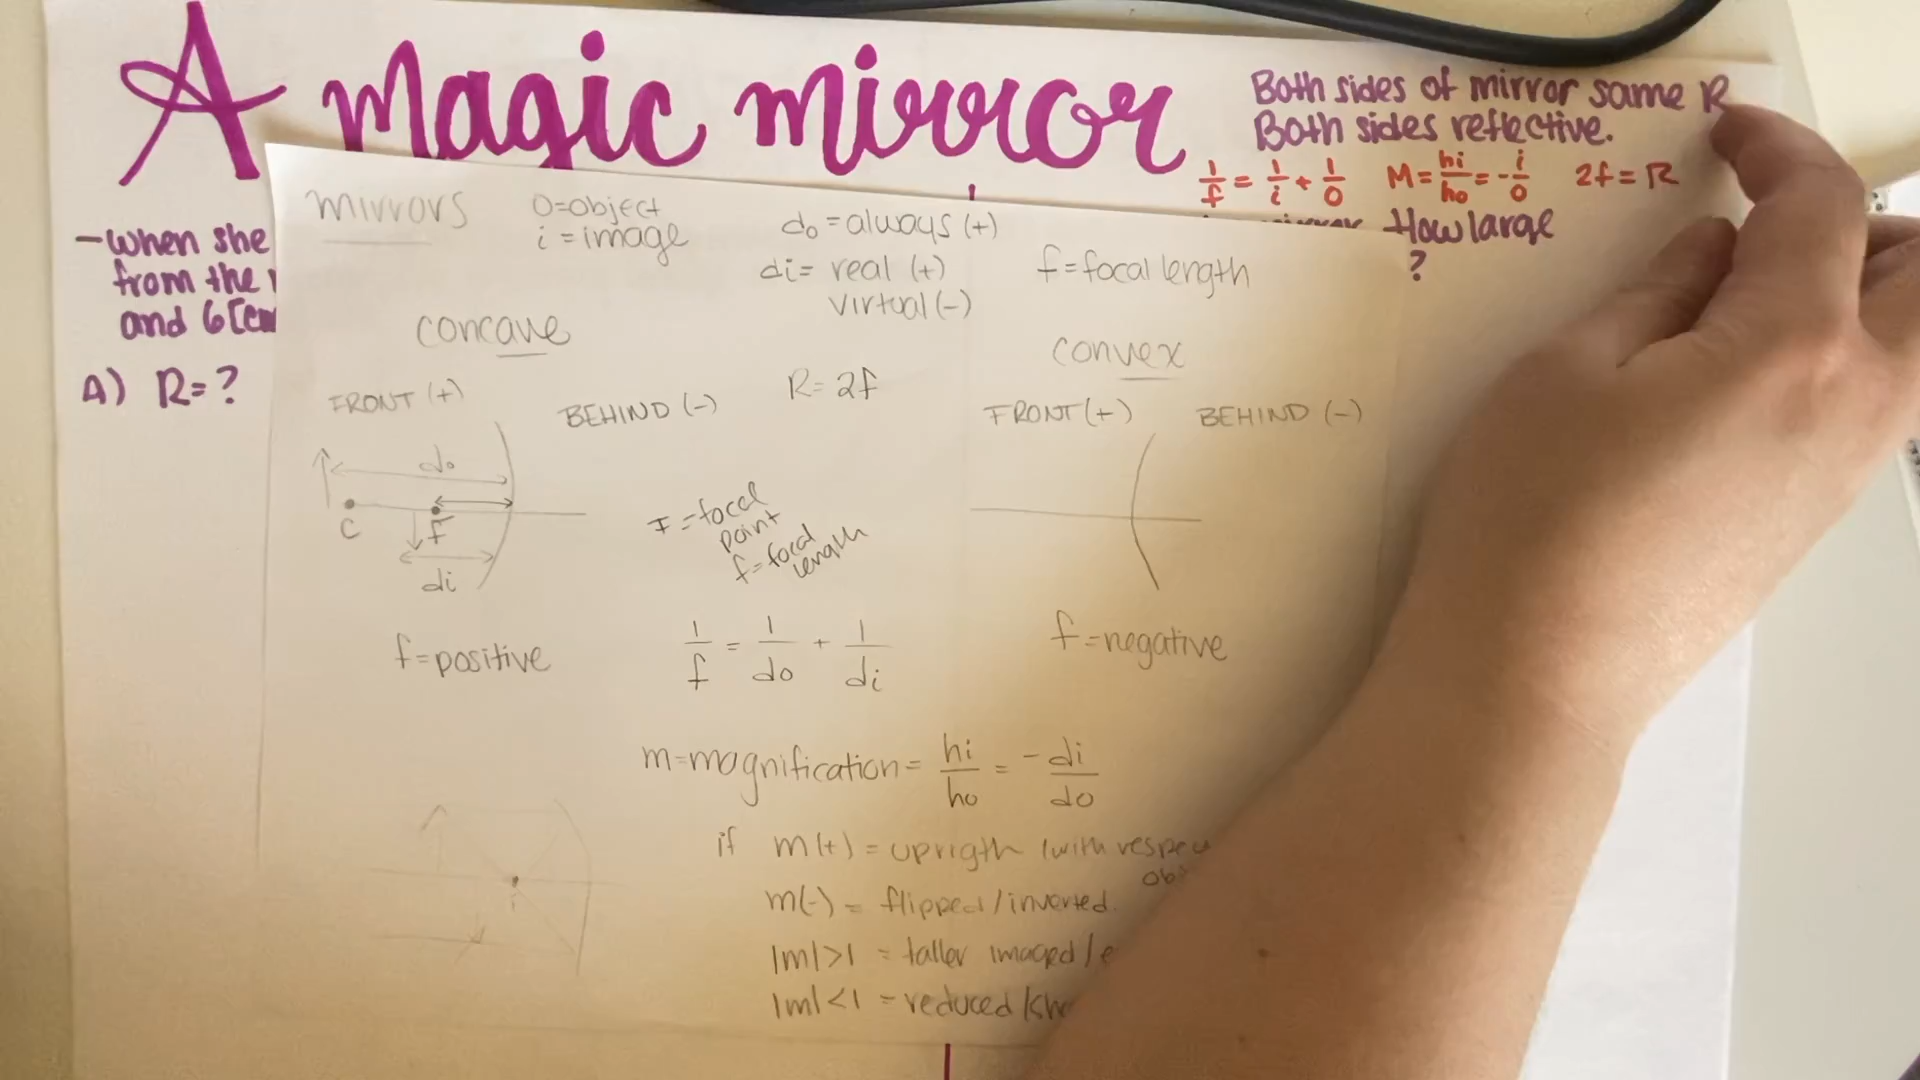 A magic mirror
Both sides of mirror same R
Both sides reflective.
1/f = 1/i + 1/o M = hi/ho = -i/o 2f = R
How large
?
-when she
from the
and 6[cm
A) R=?
mirrors
O=object
i=image
do=always (+)
di= real (+)
virtual (-)
f=focal length
concave
convex
FRONT (+)
BEHIND (-)
R=2f
FRONT (+)
BEHIND (-)
do
C
F
di
=focal
point
f=focal
length
f=positive
1/f = 1/do + 1/di
f=negative
m=magnification= hi/ho = -di/do
if m(+) = uprigth (with
m(-) = flipped/inverted.
|m|>1 = taller imaged/
|m|<1 = reduced/